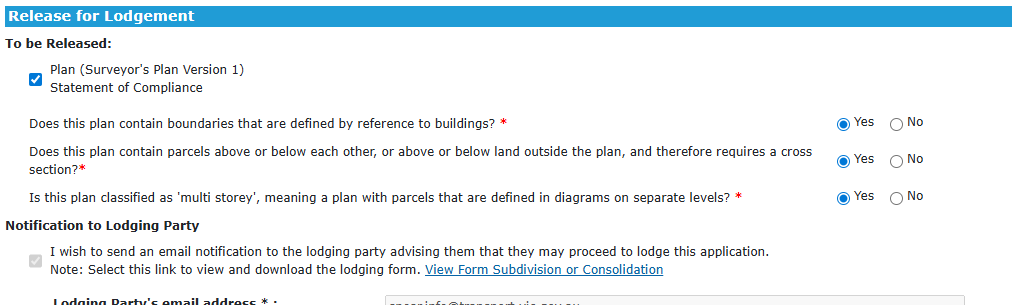 Release for Lodgement
To be Released:
Plan (Surveyor's Plan Version 1)
Statement of Compliance
Does this plan contain boundaries that are defined by reference to buildings? * Yes No
Does this plan contain parcels above or below each other, or above or below land outside the plan, and therefore requires a cross
section?* Yes No
Is this plan classified as 'multi storey', meaning a plan with parcels that are defined in diagrams on separate levels? * Yes No
Notification to Lodging Party
I wish to send an email notification to the lodging party advising them that they may proceed to lodge this application.
Note: Select this link to view and download the lodging form. View Form Subdivision or Consolidation
Lodging Party's email address * :